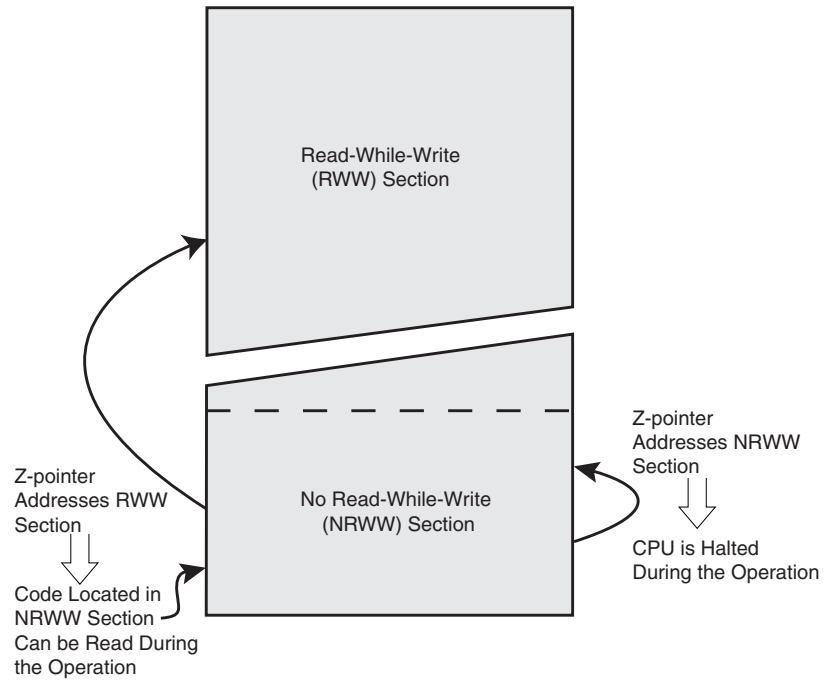 Read-While-Write
(RWW) Section
Z-pointer
Addresses NRWW
Section
Z-pointer
Addresses RWW
Section
No Read-While-Write
(NRWW) Section
CPU is Halted
During the Operation
Code Located in
NRWW Section
Can be Read During
the Operation